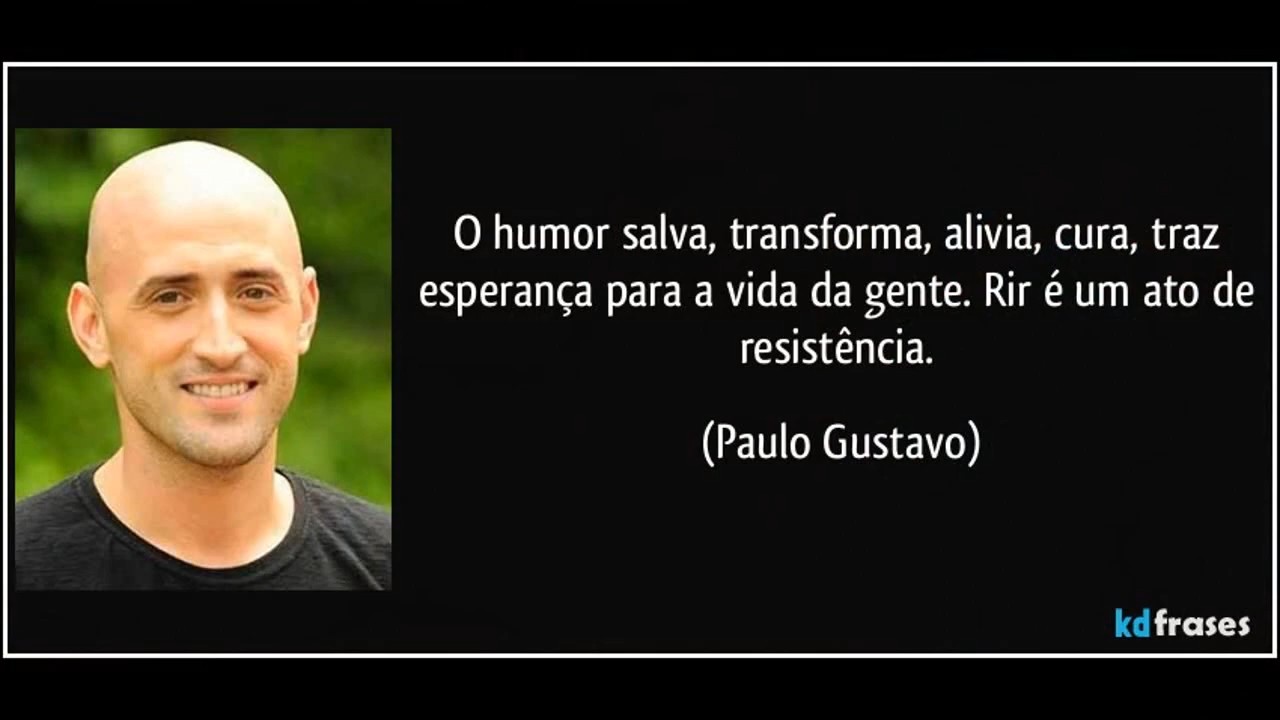 O humor salva, transforma, alivia, cura, traz
esperança para a vida da gente. Rir é um ato de
resistência.
(Paulo Gustavo)
kdfrases